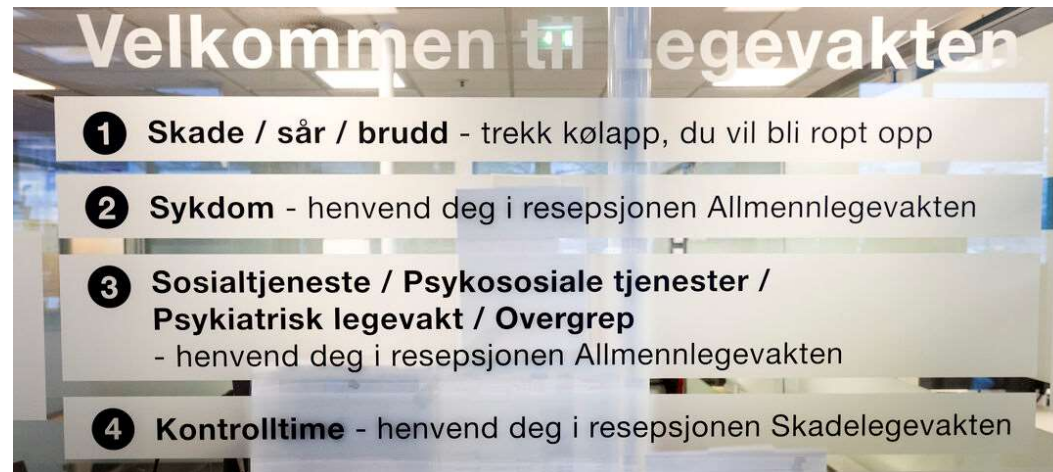 Velkommen til Legevakten
1 Skade / sår / brudd - trekk kølapp, du vil bli ropt opp
2 Sykdom - henvend deg i resepsjonen Allmennlegevakten
3 Sosialtjeneste / Psykososiale tjenester /
Psykiatrisk legevakt / Overgrep
- henvend deg i resepsjonen Allmennlegevakten
4 Kontrolltime - henvend deg i resepsjonen Skadelegevakten